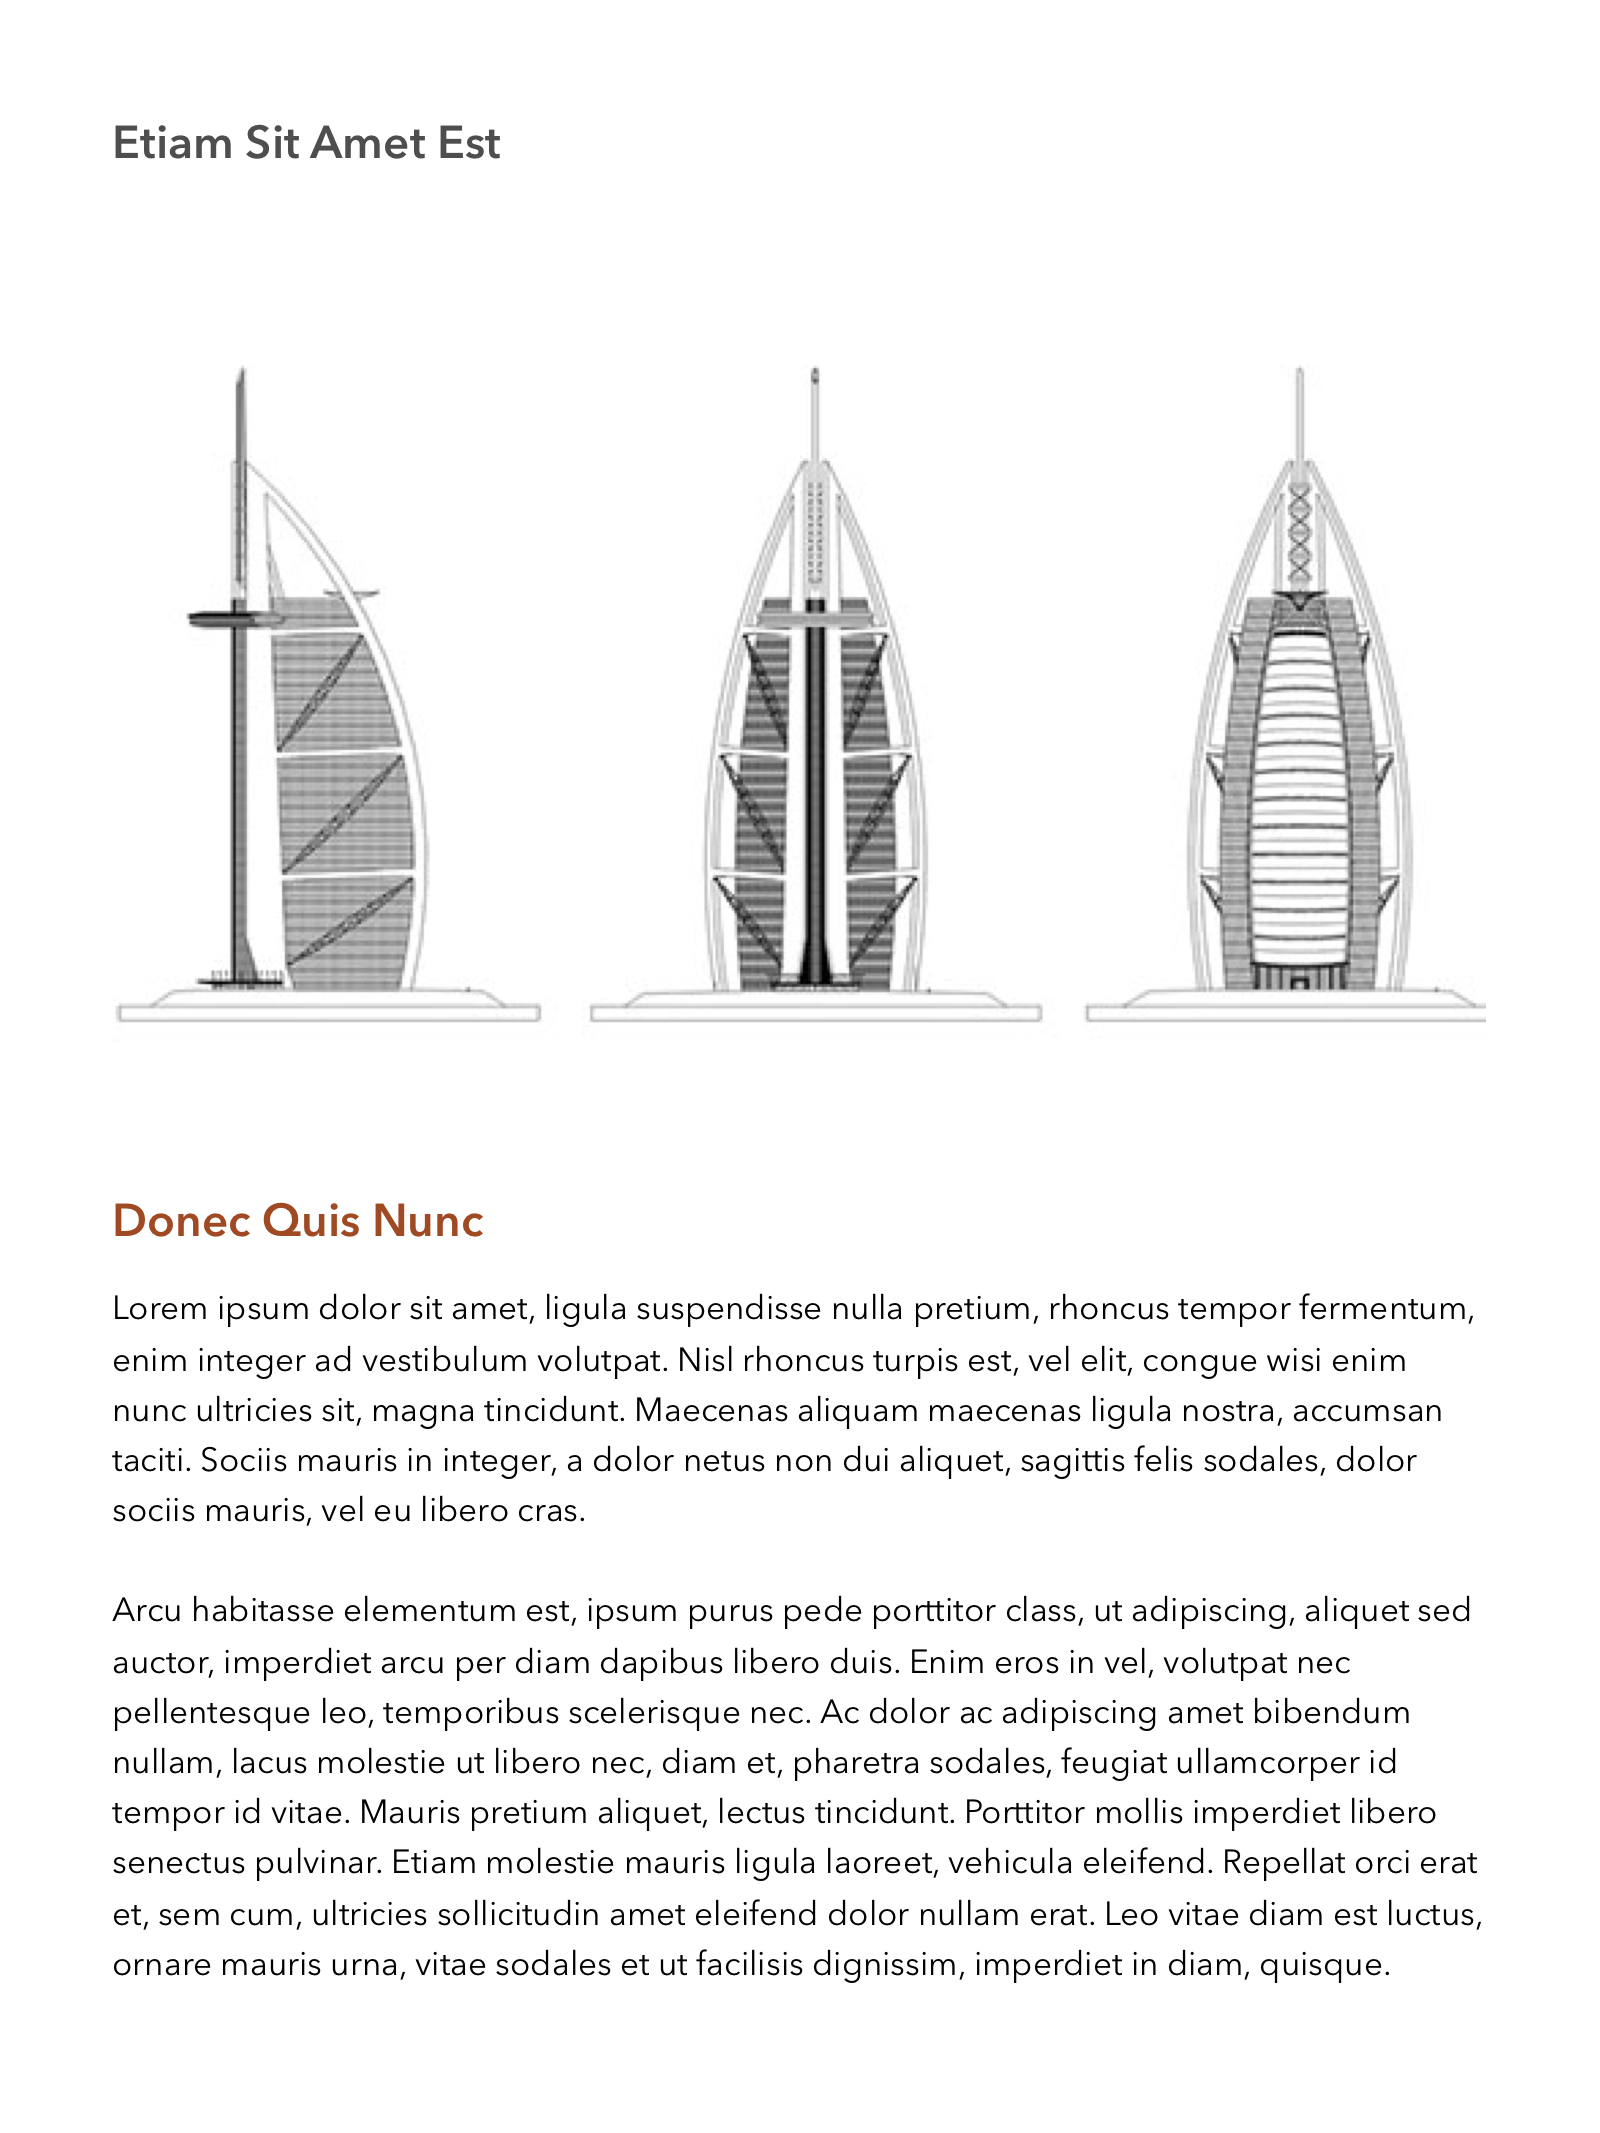 Etiam Sit Amet Est
Donec Quis Nunc
Lorem ipsum dolor sit amet, ligula suspendisse nulla pretium, rhoncus tempor fermentum,
enim integer ad vestibulum volutpat. Nisl rhoncus turpis est, vel elit, congue wisi enim
nunc ultricies sit, magna tincidunt. Maecenas aliquam maecenas ligula nostra, accumsan
taciti. Sociis mauris in integer, a dolor netus non dui aliquet, sagittis felis sodales, dolor
sociis mauris, vel eu libero cras.
Arcu habitasse elementum est, ipsum purus pede porttitor class, ut adipiscing, aliquet sed
auctor, imperdiet arcu per diam dapibus libero duis. Enim eros in vel, volutpat nec
pellentesque leo, temporibus scelerisque nec. Ac dolor ac adipiscing amet bibendum
nullam, lacus molestie ut libero nec, diam et, pharetra sodales, feugiat ullamcorper id
tempor id vitae. Mauris pretium aliquet, lectus tincidunt. Porttitor mollis imperdiet libero
senectus pulvinar. Etiam molestie mauris ligula laoreet, vehicula eleifend. Repellat orci erat
et, sem cum, ultricies sollicitudin amet eleifend dolor nullam erat. Leo vitae diam est luctus,
ornare mauris urna, vitae sodales et ut facilisis dignissim, imperdiet in diam, quisque.